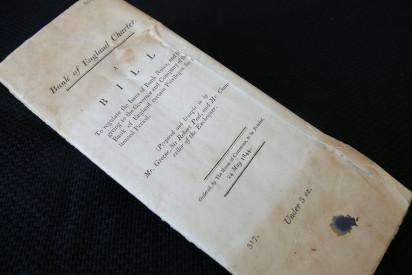 Bank of England Charter.
A
BILL
To regulate the Issue of Bank Notes, and for
giving to the Governor and Company of the
Bank of England certain Privileges for a
limited Period.
(Prepared and brought in by
Mr. Greene, Sir Robert Peel, and Mr. Chan-
cellor of the Exchequer.
Ordered, by The House of Commons, to be Printed,
24 May 1844.
317.
Under 3 oz.